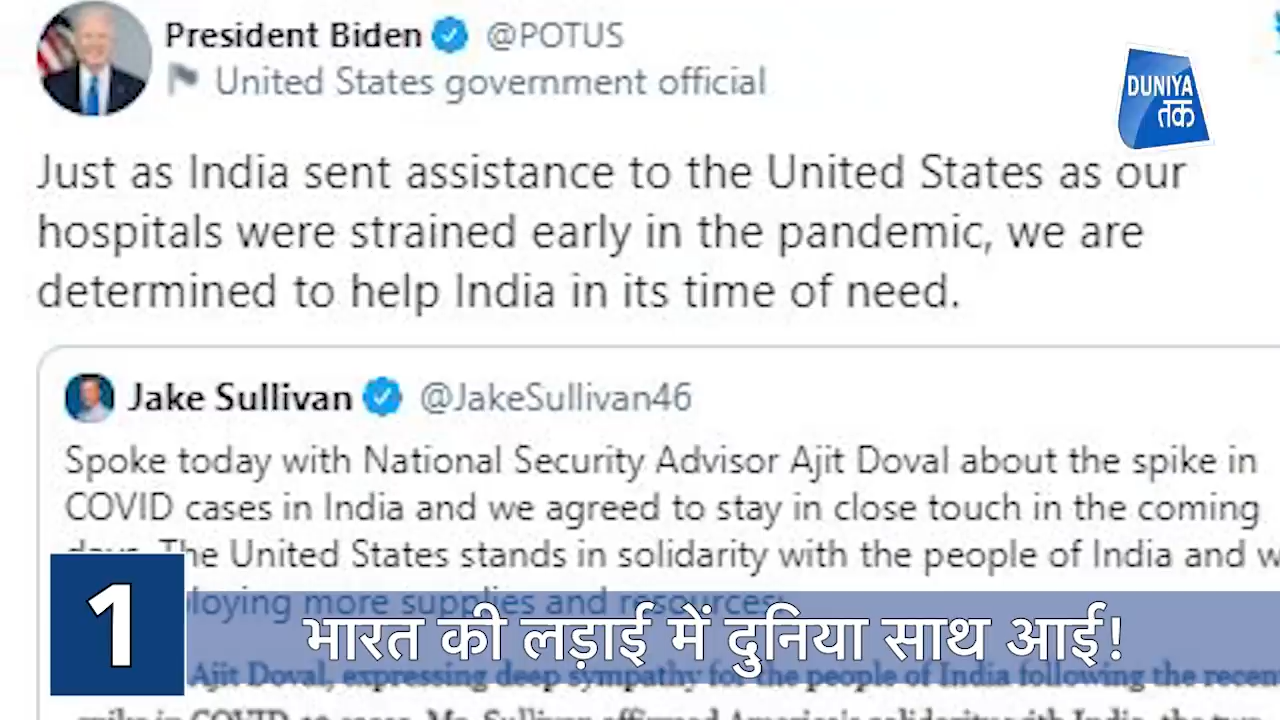 President Biden @POTUS
United States government official
DUNIYA
तक
Just as India sent assistance to the United States as our
hospitals were strained early in the pandemic, we are
determined to help India in its time of need.
Jake Sullivan @JakeSullivan46
Spoke today with National Security Advisor Ajit Doval about the spike in
COVID cases in India and we agreed to stay in close touch in the coming
The United States stands in solidarity with the people of India and
more supplies and resources:
1
भारत की लड़ाई में दुनिया साथ आई!
Ajit Doval, expressing deep sympathy for the people of India following the